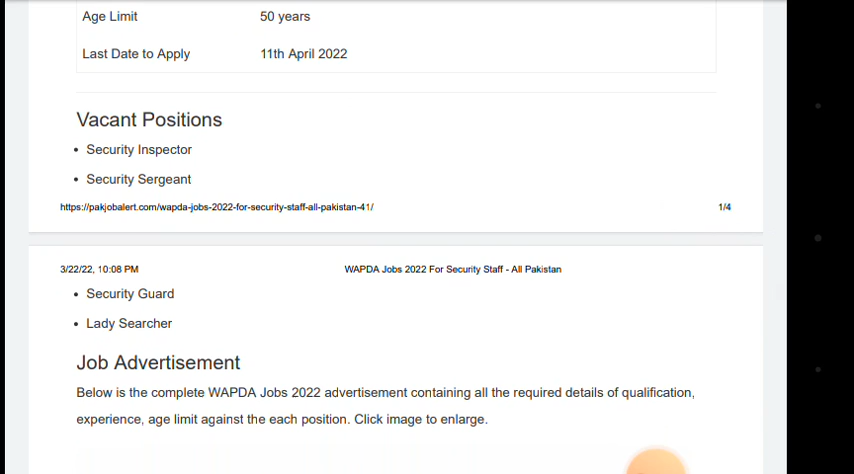 Age Limit 50 years
Last Date to Apply 11th April 2022
Vacant Positions
• Security Inspector
• Security Sergeant
https://pakjobalert.com/wapda-jobs-2022-for-security-staff-all-pakistan-41/ 1/4
3/22/22, 10:08 PM WAPDA Jobs 2022 For Security Staff - All Pakistan
• Security Guard
• Lady Searcher
Job Advertisement
Below is the complete WAPDA Jobs 2022 advertisement containing all the required details of qualification,
experience, age limit against the each position. Click image to enlarge.